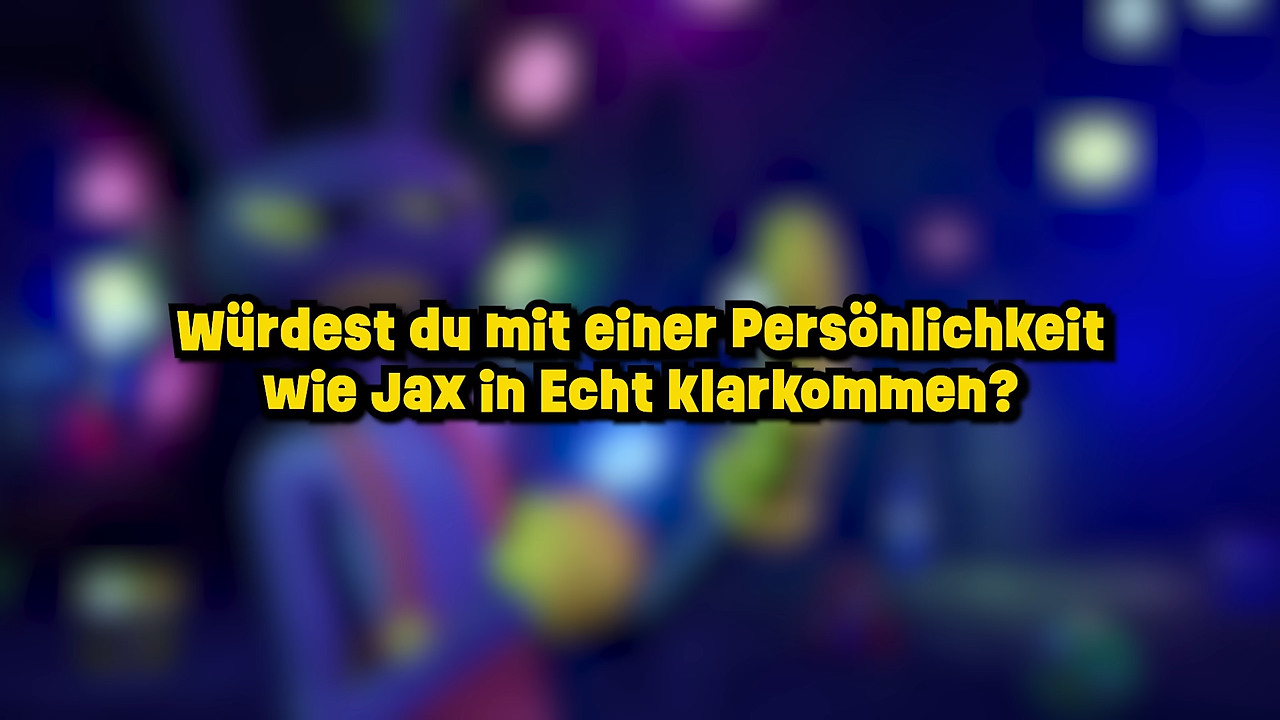 Würdest du mit einer Persönlichkeit
wie Jax in Echt klarkommen?